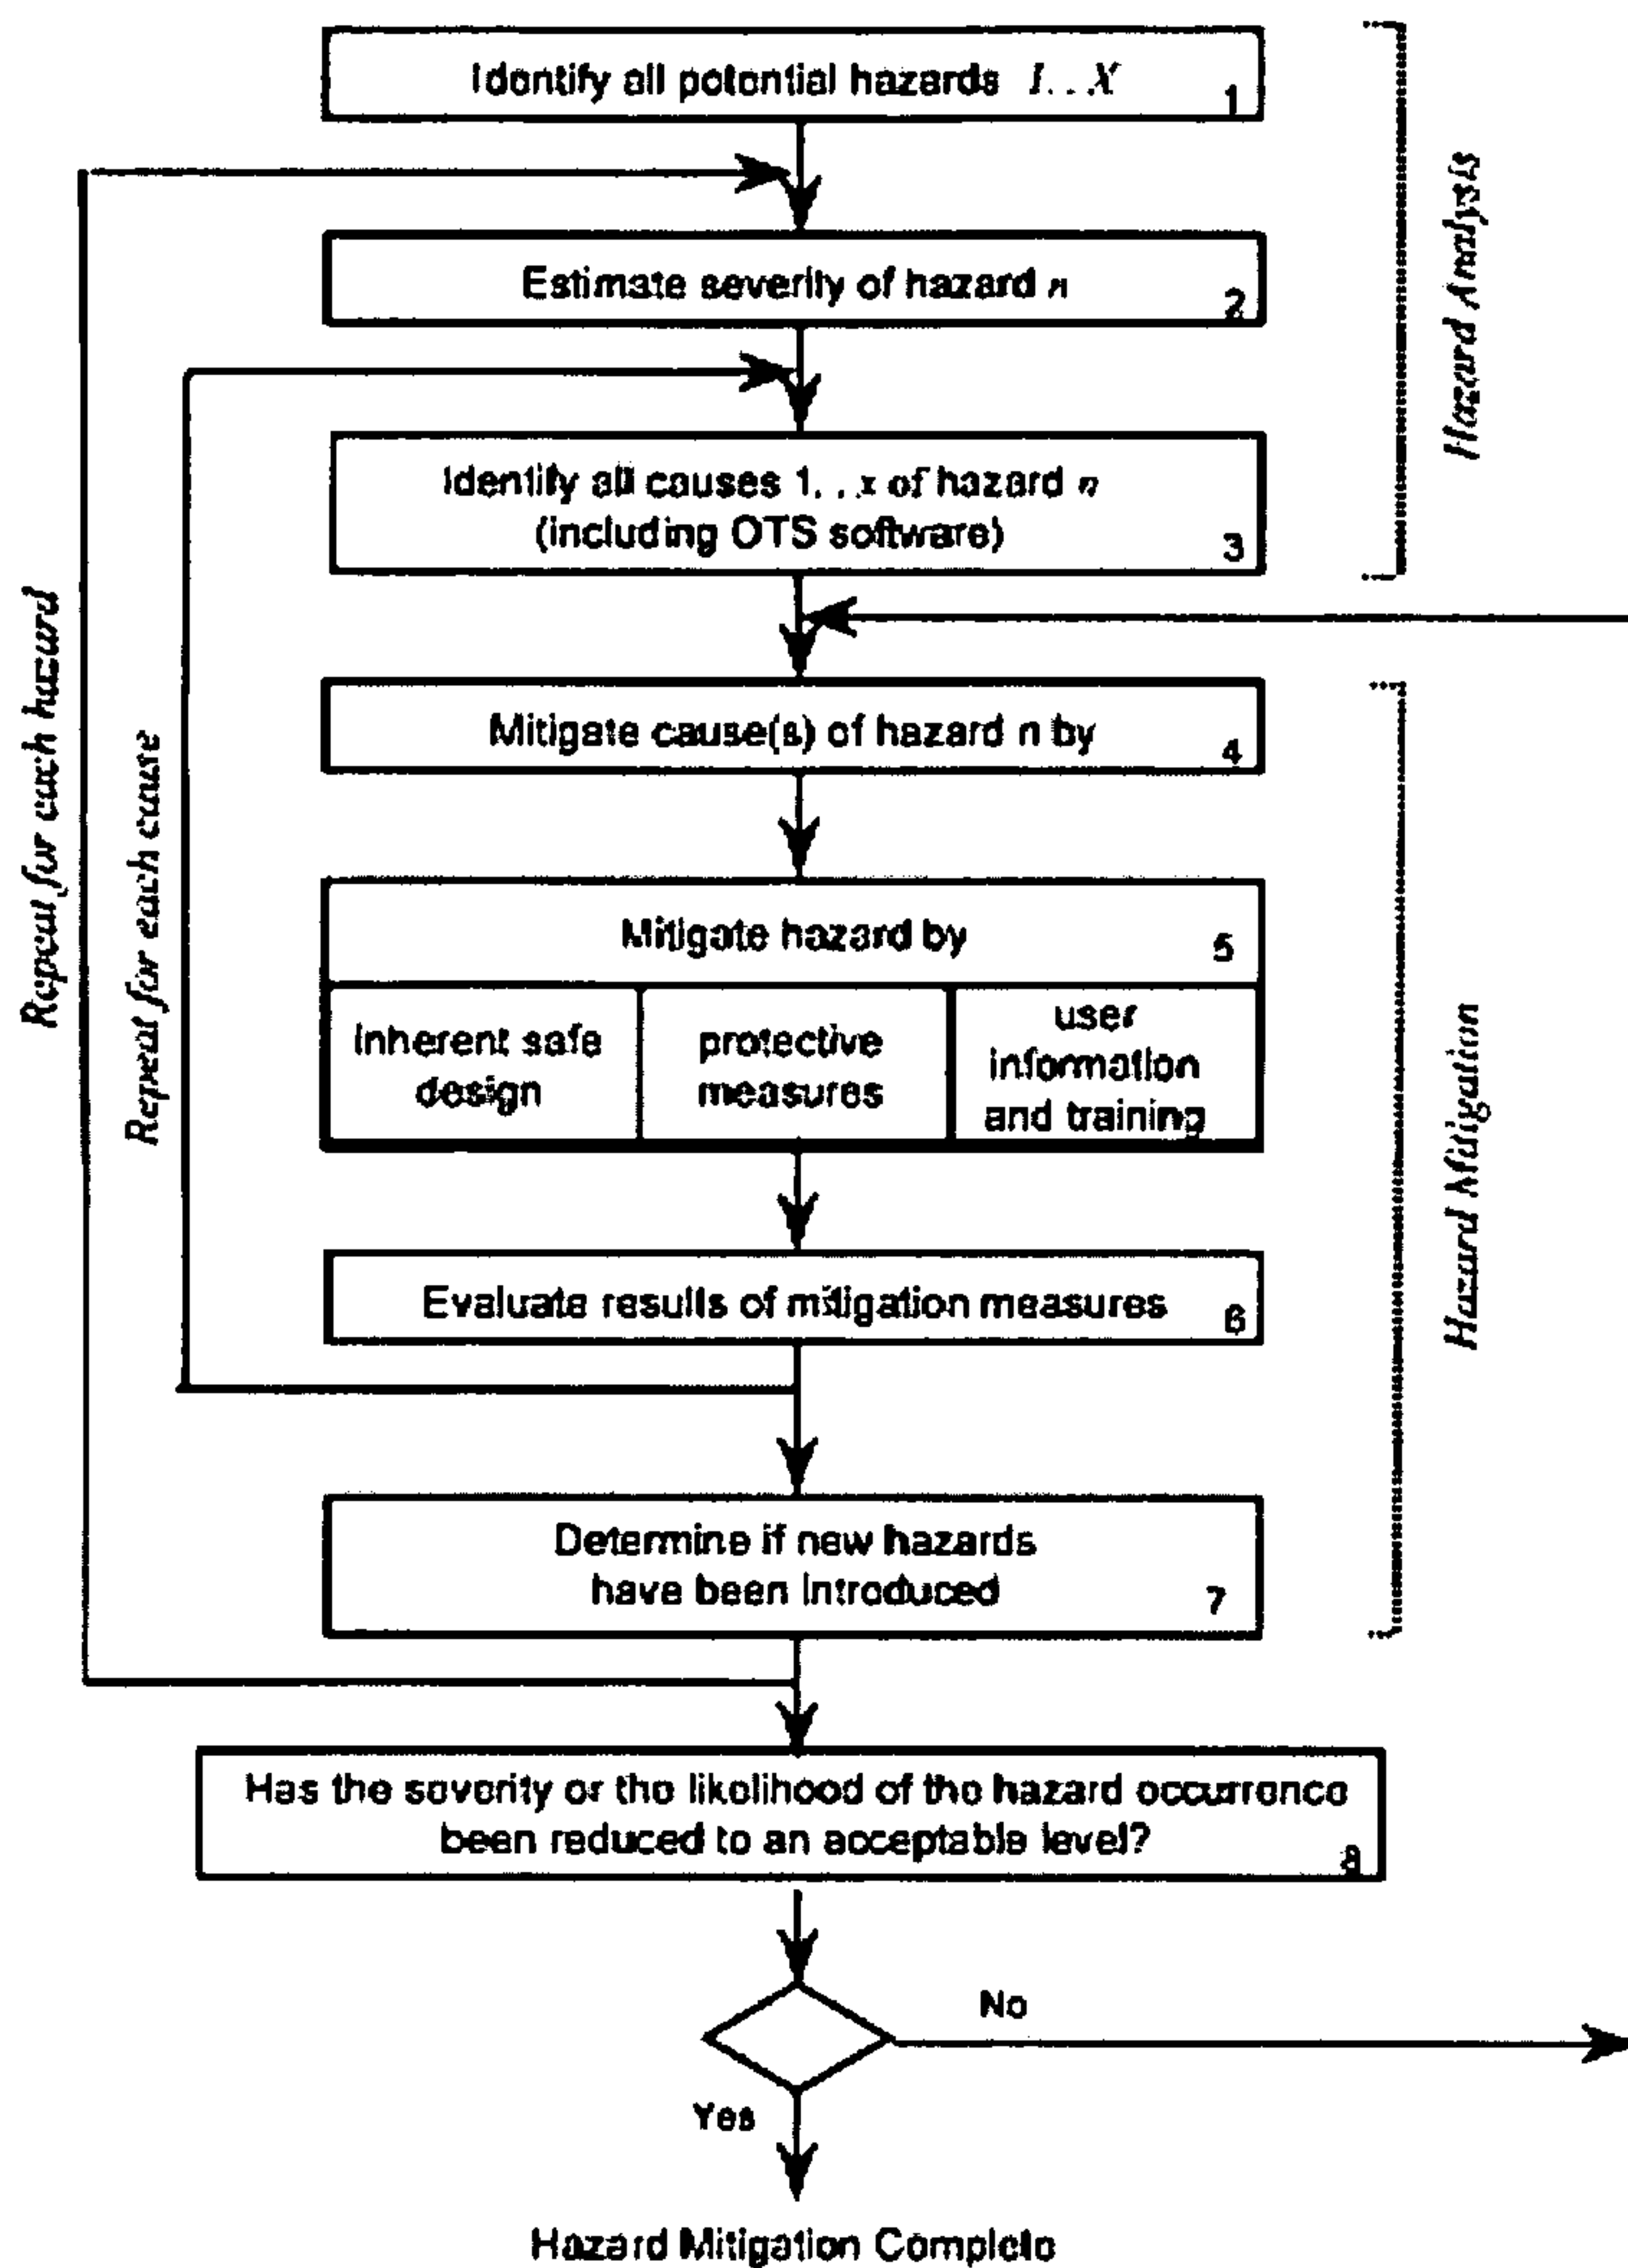 Identify all potential hazards 1...X
1
Estimate severity of hazard n
2
Identify all causes 1...x of hazard n
(including OTS software)
3
Mitigate cause(s) of hazard n by
4
Mitigate hazard by
5
inherent safe
design
protective
measures
user
information
and training
Evaluate results of mitigation measures
6
Determine if new hazards
have been introduced
7
Has the severity or the likelihood of the hazard occurrence
been reduced to an acceptable level?
8
No
Yes
Hazard Mitigation Complete
Repeat for each hazard
Repeat for each cause
Hazard Analysis
Hazard Mitigation